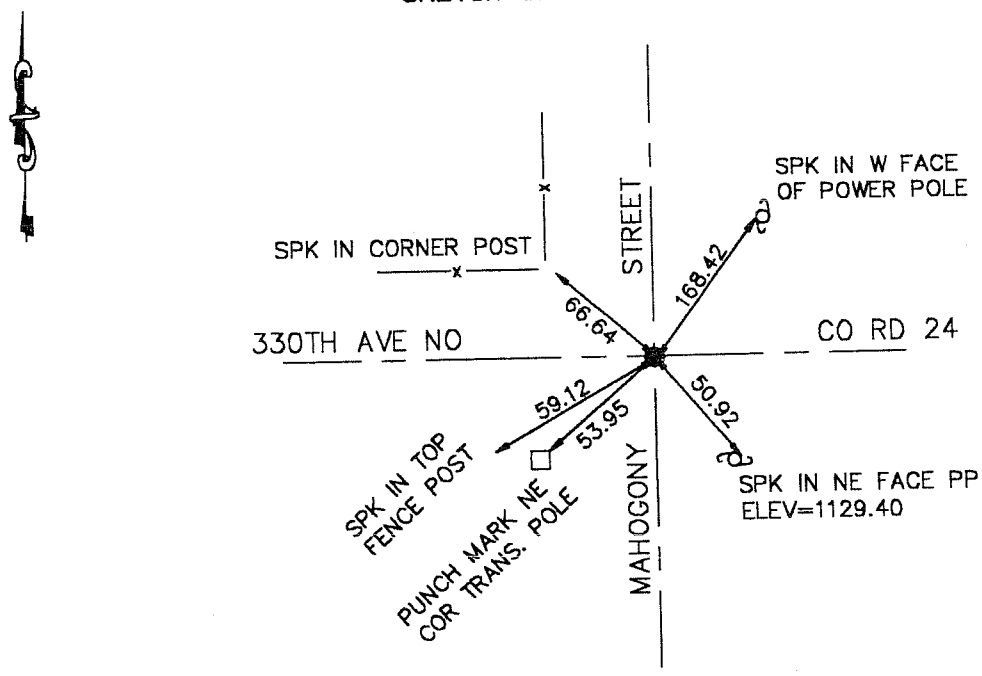 SPK IN W FACE
OF POWER POLE
STREET
SPK IN CORNER POST
168.42
66.64
330TH AVE NO
CO RD 24
59.12
53.95
50.92
SPK IN TOP
FENCE POST
PUNCH MARK NE
COR TRANS. POLE
MAHOGONY
SPK IN NE FACE PP
ELEV=1129.40